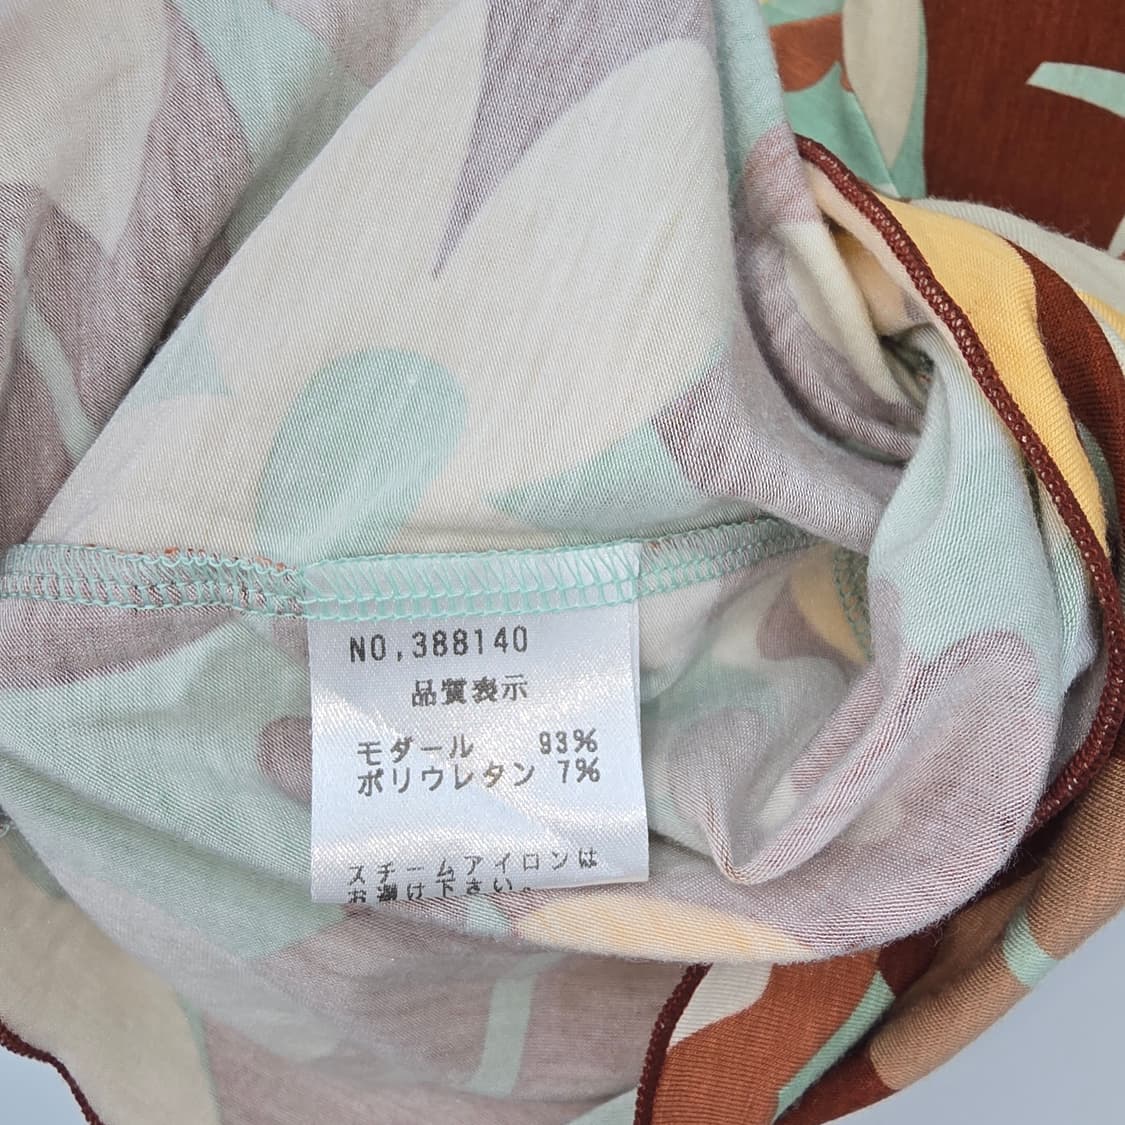 NO,388140
品質表示
モダール 93%
ポリウレタン 7%
スチームアイロンは
お避け下さい。